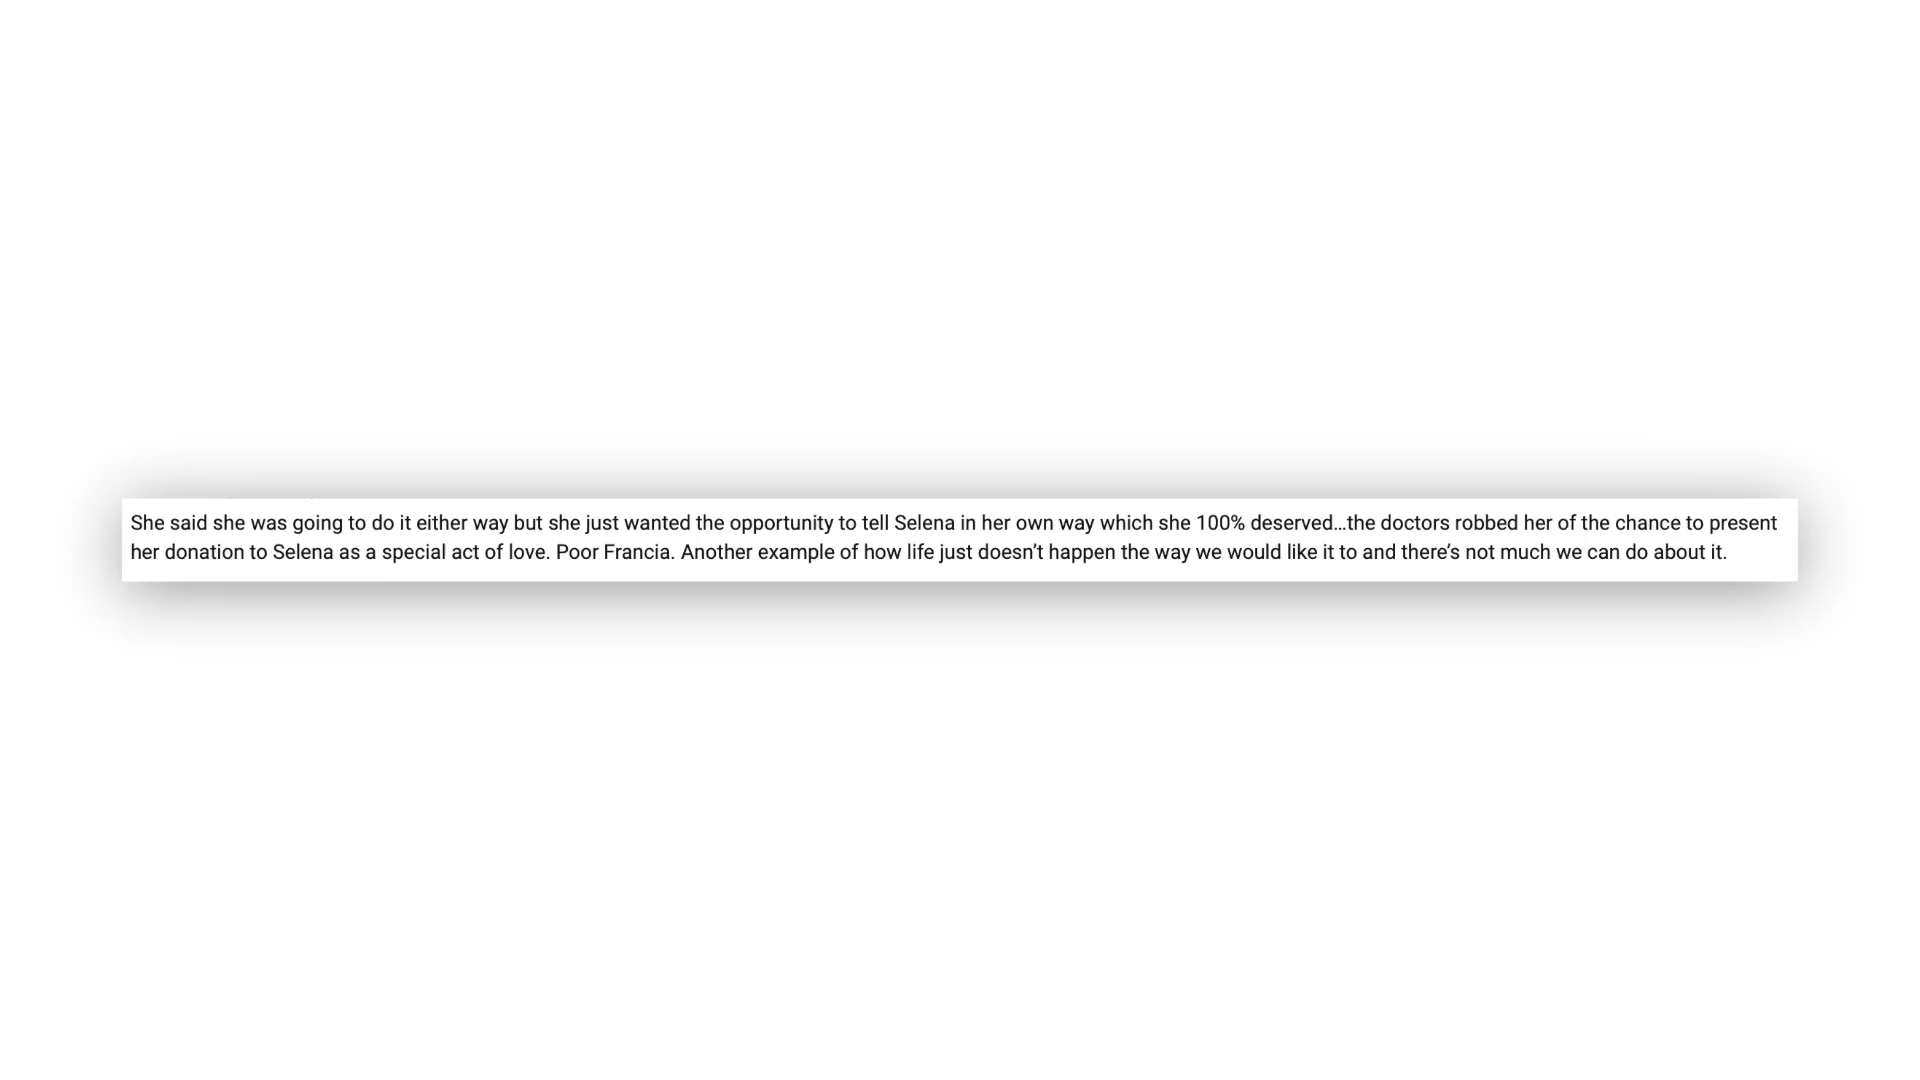 She said she was going to do it either way but she just wanted the opportunity to tell Selena in her own way which she 100% deserved…the doctors robbed her of the chance to present
her donation to Selena as a special act of love. Poor Francia. Another example of how life just doesn’t happen the way we would like it to and there’s not much we can do about it.